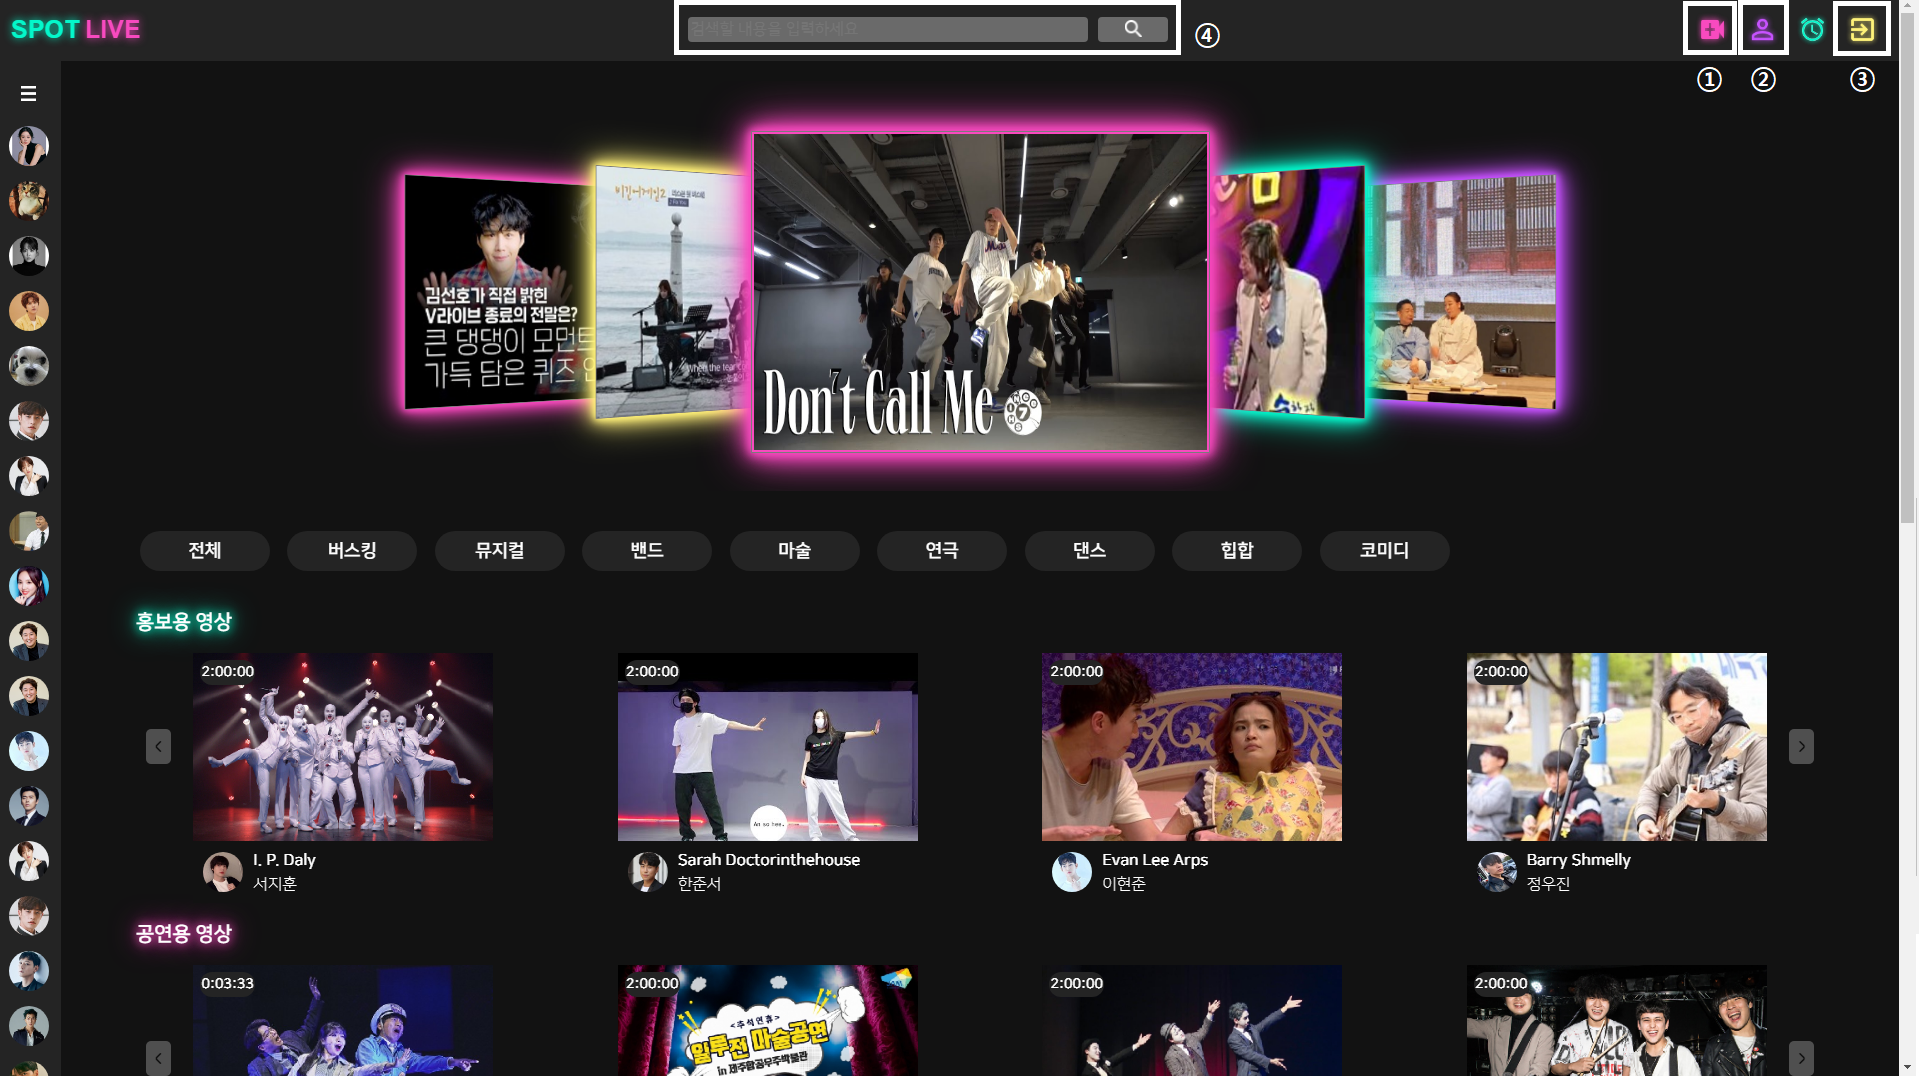 SPOT LIVE
검색할 내용을 입력하세요
④
① ② ③
김선호가 직접 밝힌
V라이브 종료의 전말은?
큰 댕댕이 모먼트
가득 담은 퀴즈
비긴어게인2
When the tear
Don't Call Me
7
전체 버스킹 뮤지컬 밴드 마술 연극 댄스 힙합 코미디
홍보용 영상
2:00:00 2:00:00 2:00:00 2:00:00
An so hee.
I. P. Daly
서지훈
Sarah Doctorinthehouse
한준서
Evan Lee Arps
이현준
Barry Shmelly
정우진
공연용 영상
0:03:33 2:00:00 2:00:00 2:00:00
<추석연휴>
일루전 마술공연
in 제주항공우주박물관